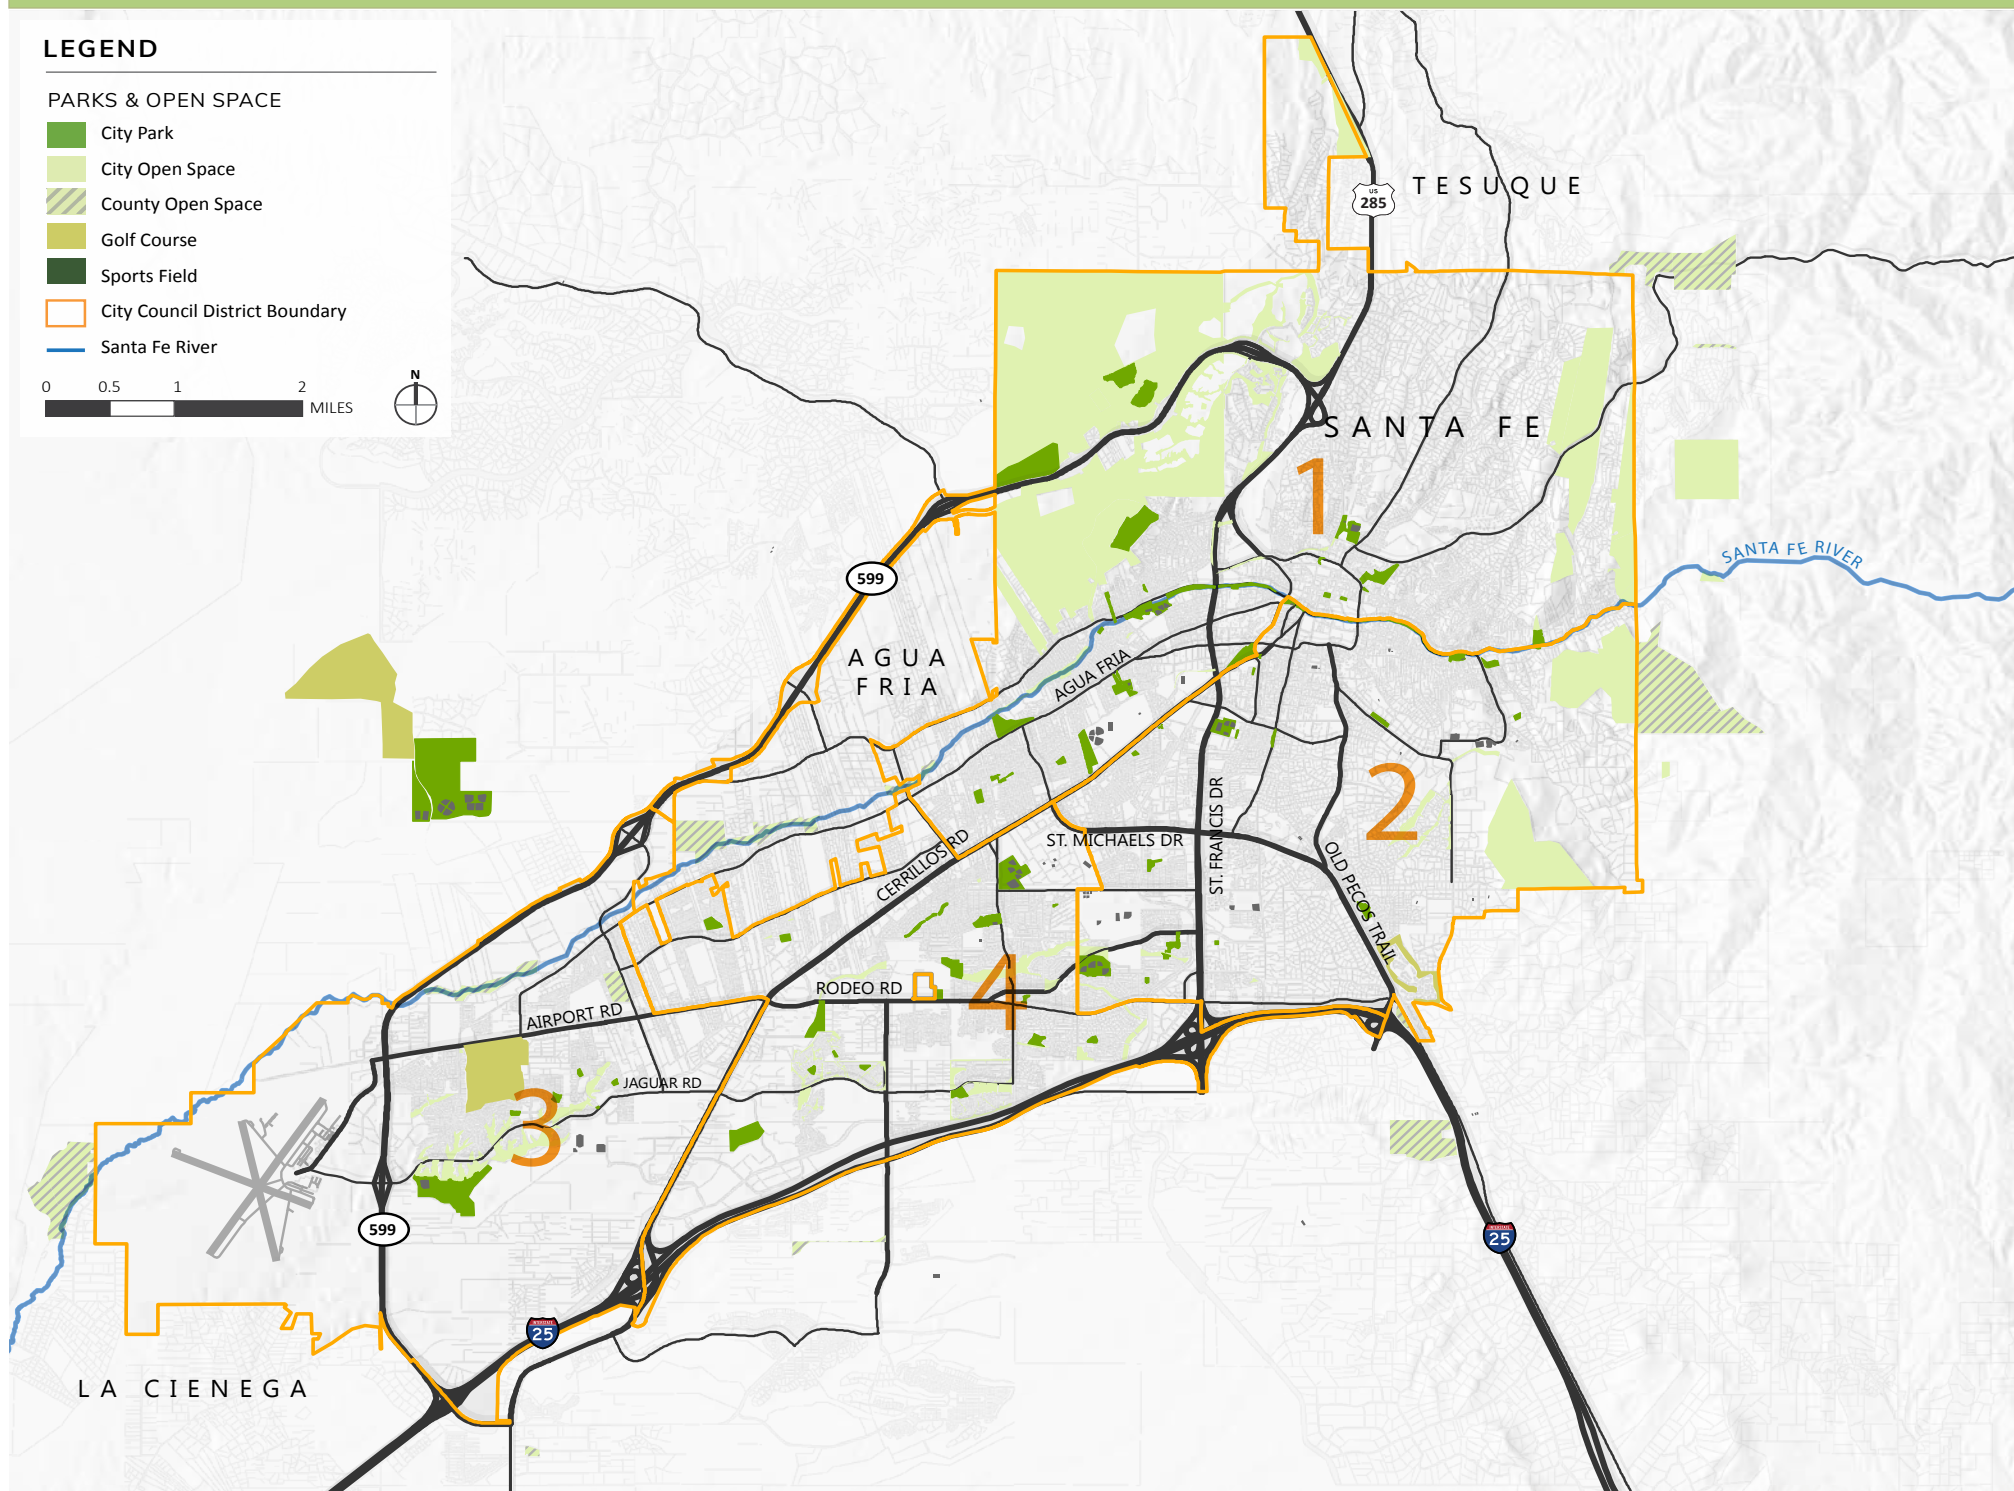 LEGEND
PARKS & OPEN SPACE
City Park
City Open Space
County Open Space
Golf Course
Sports Field
City Council District Boundary
Santa Fe River
0 0.5 1 2
MILES
N
US
285
TESUQUE
SANTA FE
1
SANTA FE RIVER
599
AGUA
FRIA
AGUA FRIA
2
ST. MICHAELS DR
ST. FRANCIS DR
OLD PECOS TRAIL
CERRILLOS RD
4
RODEO RD
AIRPORT RD
JAGUAR RD
3
599
25
25
LA CIENEGA